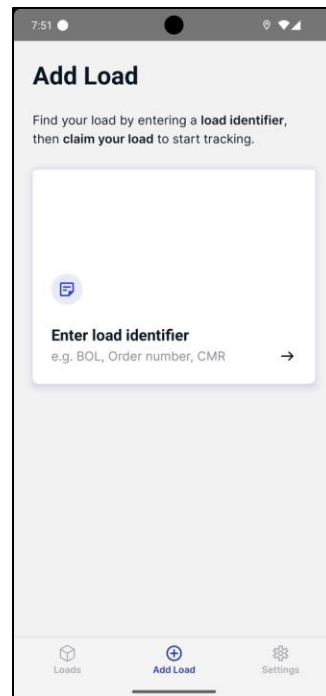 7:51
Add Load
Find your load by entering a load identifier,
then claim your load to start tracking.
Enter load identifier
e.g. BOL, Order number, CMR
Loads
Add Load
Settings